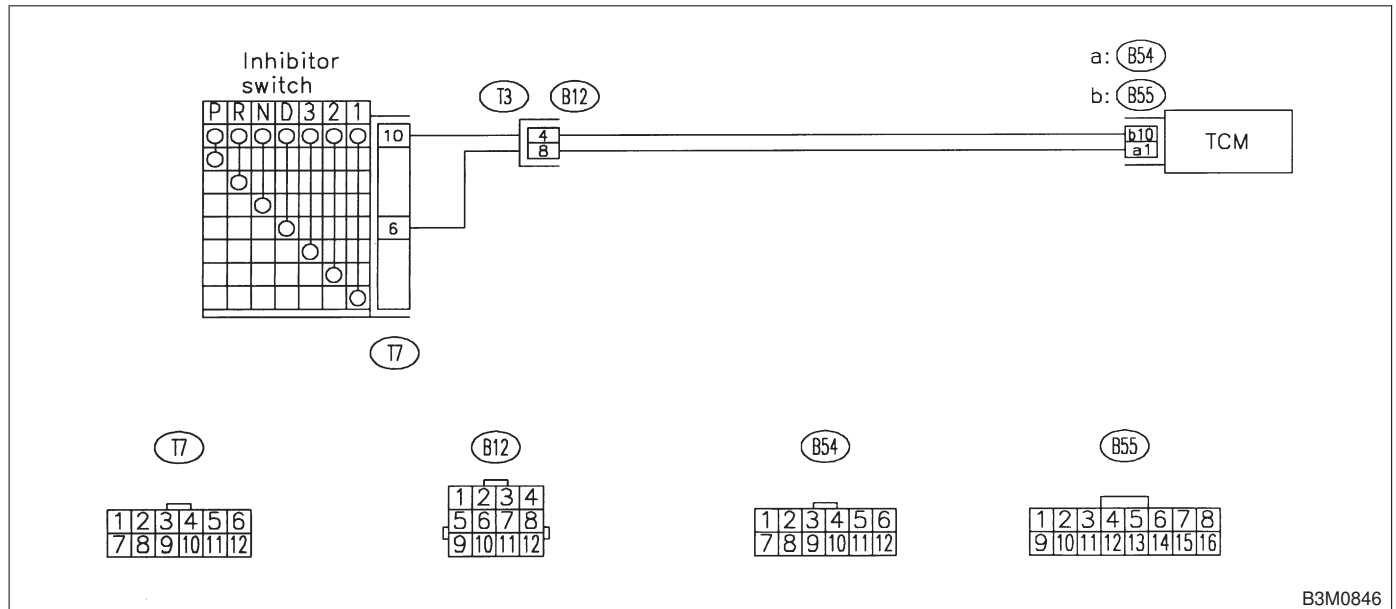 Inhibitor
switch
P R N D 3 2 1
10
6
T7
T3 B12
4
8
a: B54
b: B55
b10
a1
TCM
T7
1 2 3 4 5 6
7 8 9 10 11 12
B12
1 2 3 4
5 6 7 8
9 10 11 12
B54
1 2 3 4 5 6
7 8 9 10 11 12
B55
1 2 3 4 5 6 7 8
9 10 11 12 13 14 15 16
B3M0846